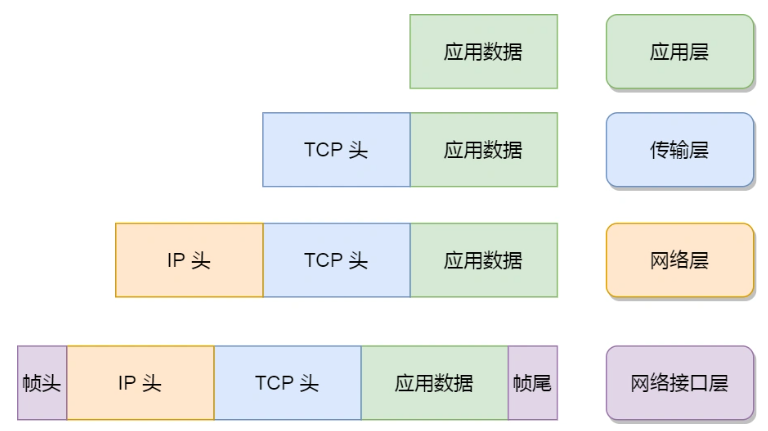 应用数据 应用层
TCP 头 应用数据 传输层
IP 头 TCP 头 应用数据 网络层
帧头 IP 头 TCP 头 应用数据 帧尾 网络接口层